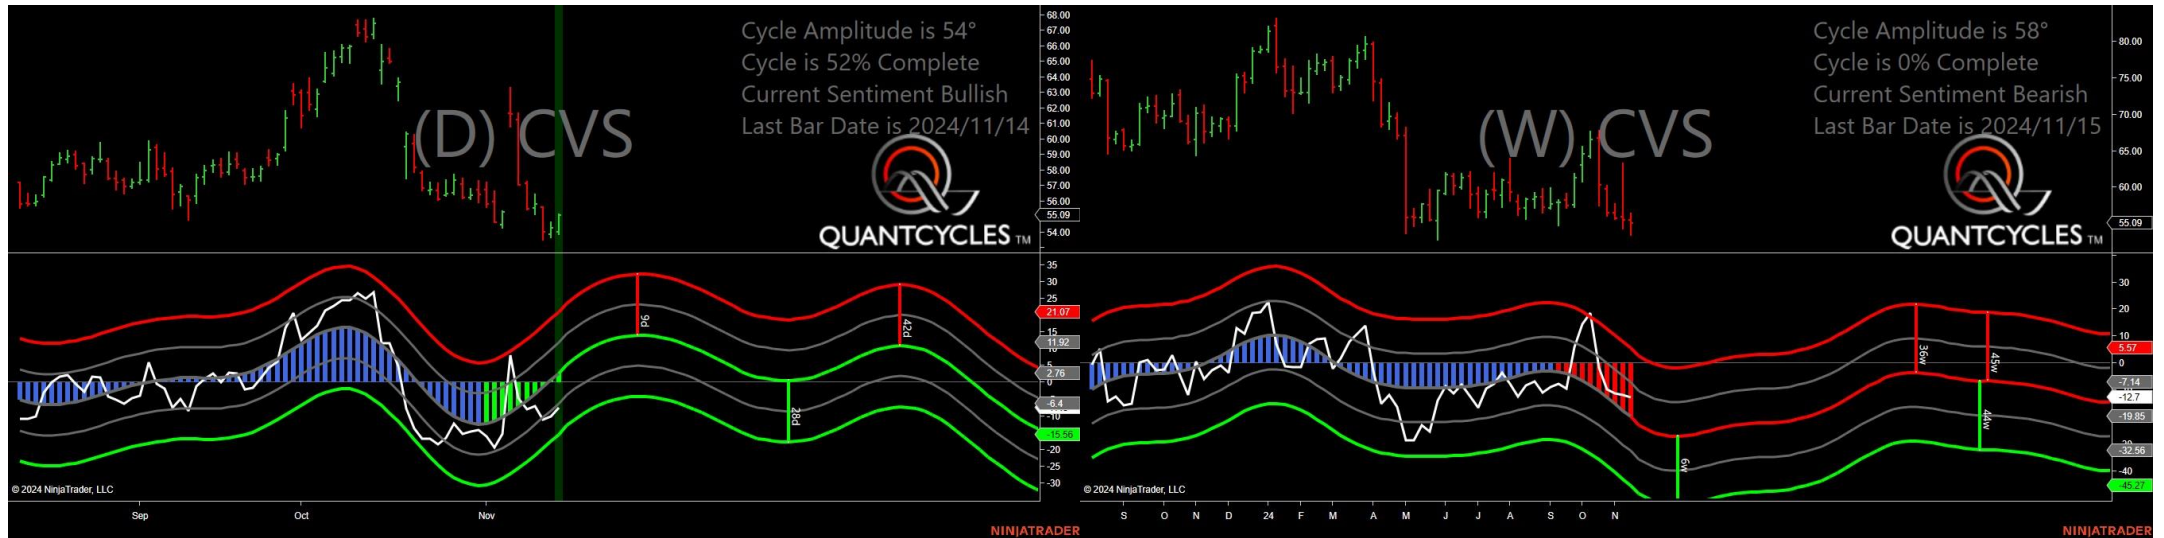 Cycle Amplitude is 54°
Cycle is 52% Complete
Current Sentiment Bullish
Last Bar Date is 2024/11/14
(D) CVS
QUANTCYCLES TM
68.00
67.00
66.00
65.00
64.00
63.00
62.00
61.00
60.00
59.00
58.00
57.00
56.00
55.09
54.00
35
30
25
21.07
15
11.92
10
5
2.76
0
-6.4
-10
-15.56
-20
-25
-30
9d
28d
42d
© 2024 NinjaTrader, LLC
Sep
Oct
Nov
NINJATRADER
Cycle Amplitude is 58°
Cycle is 0% Complete
Current Sentiment Bearish
Last Bar Date is 2024/11/15
(W) CVS
QUANTCYCLES TM
80.00
75.00
70.00
65.00
60.00
55.09
30
20
10
5.57
0
-7.14
-12.7
-19.85
-32.56
-40
-45.27
6w
36w
44w
45w
© 2024 NinjaTrader, LLC
S O N D 24 F M A M J J A S O N
NINJATRADER